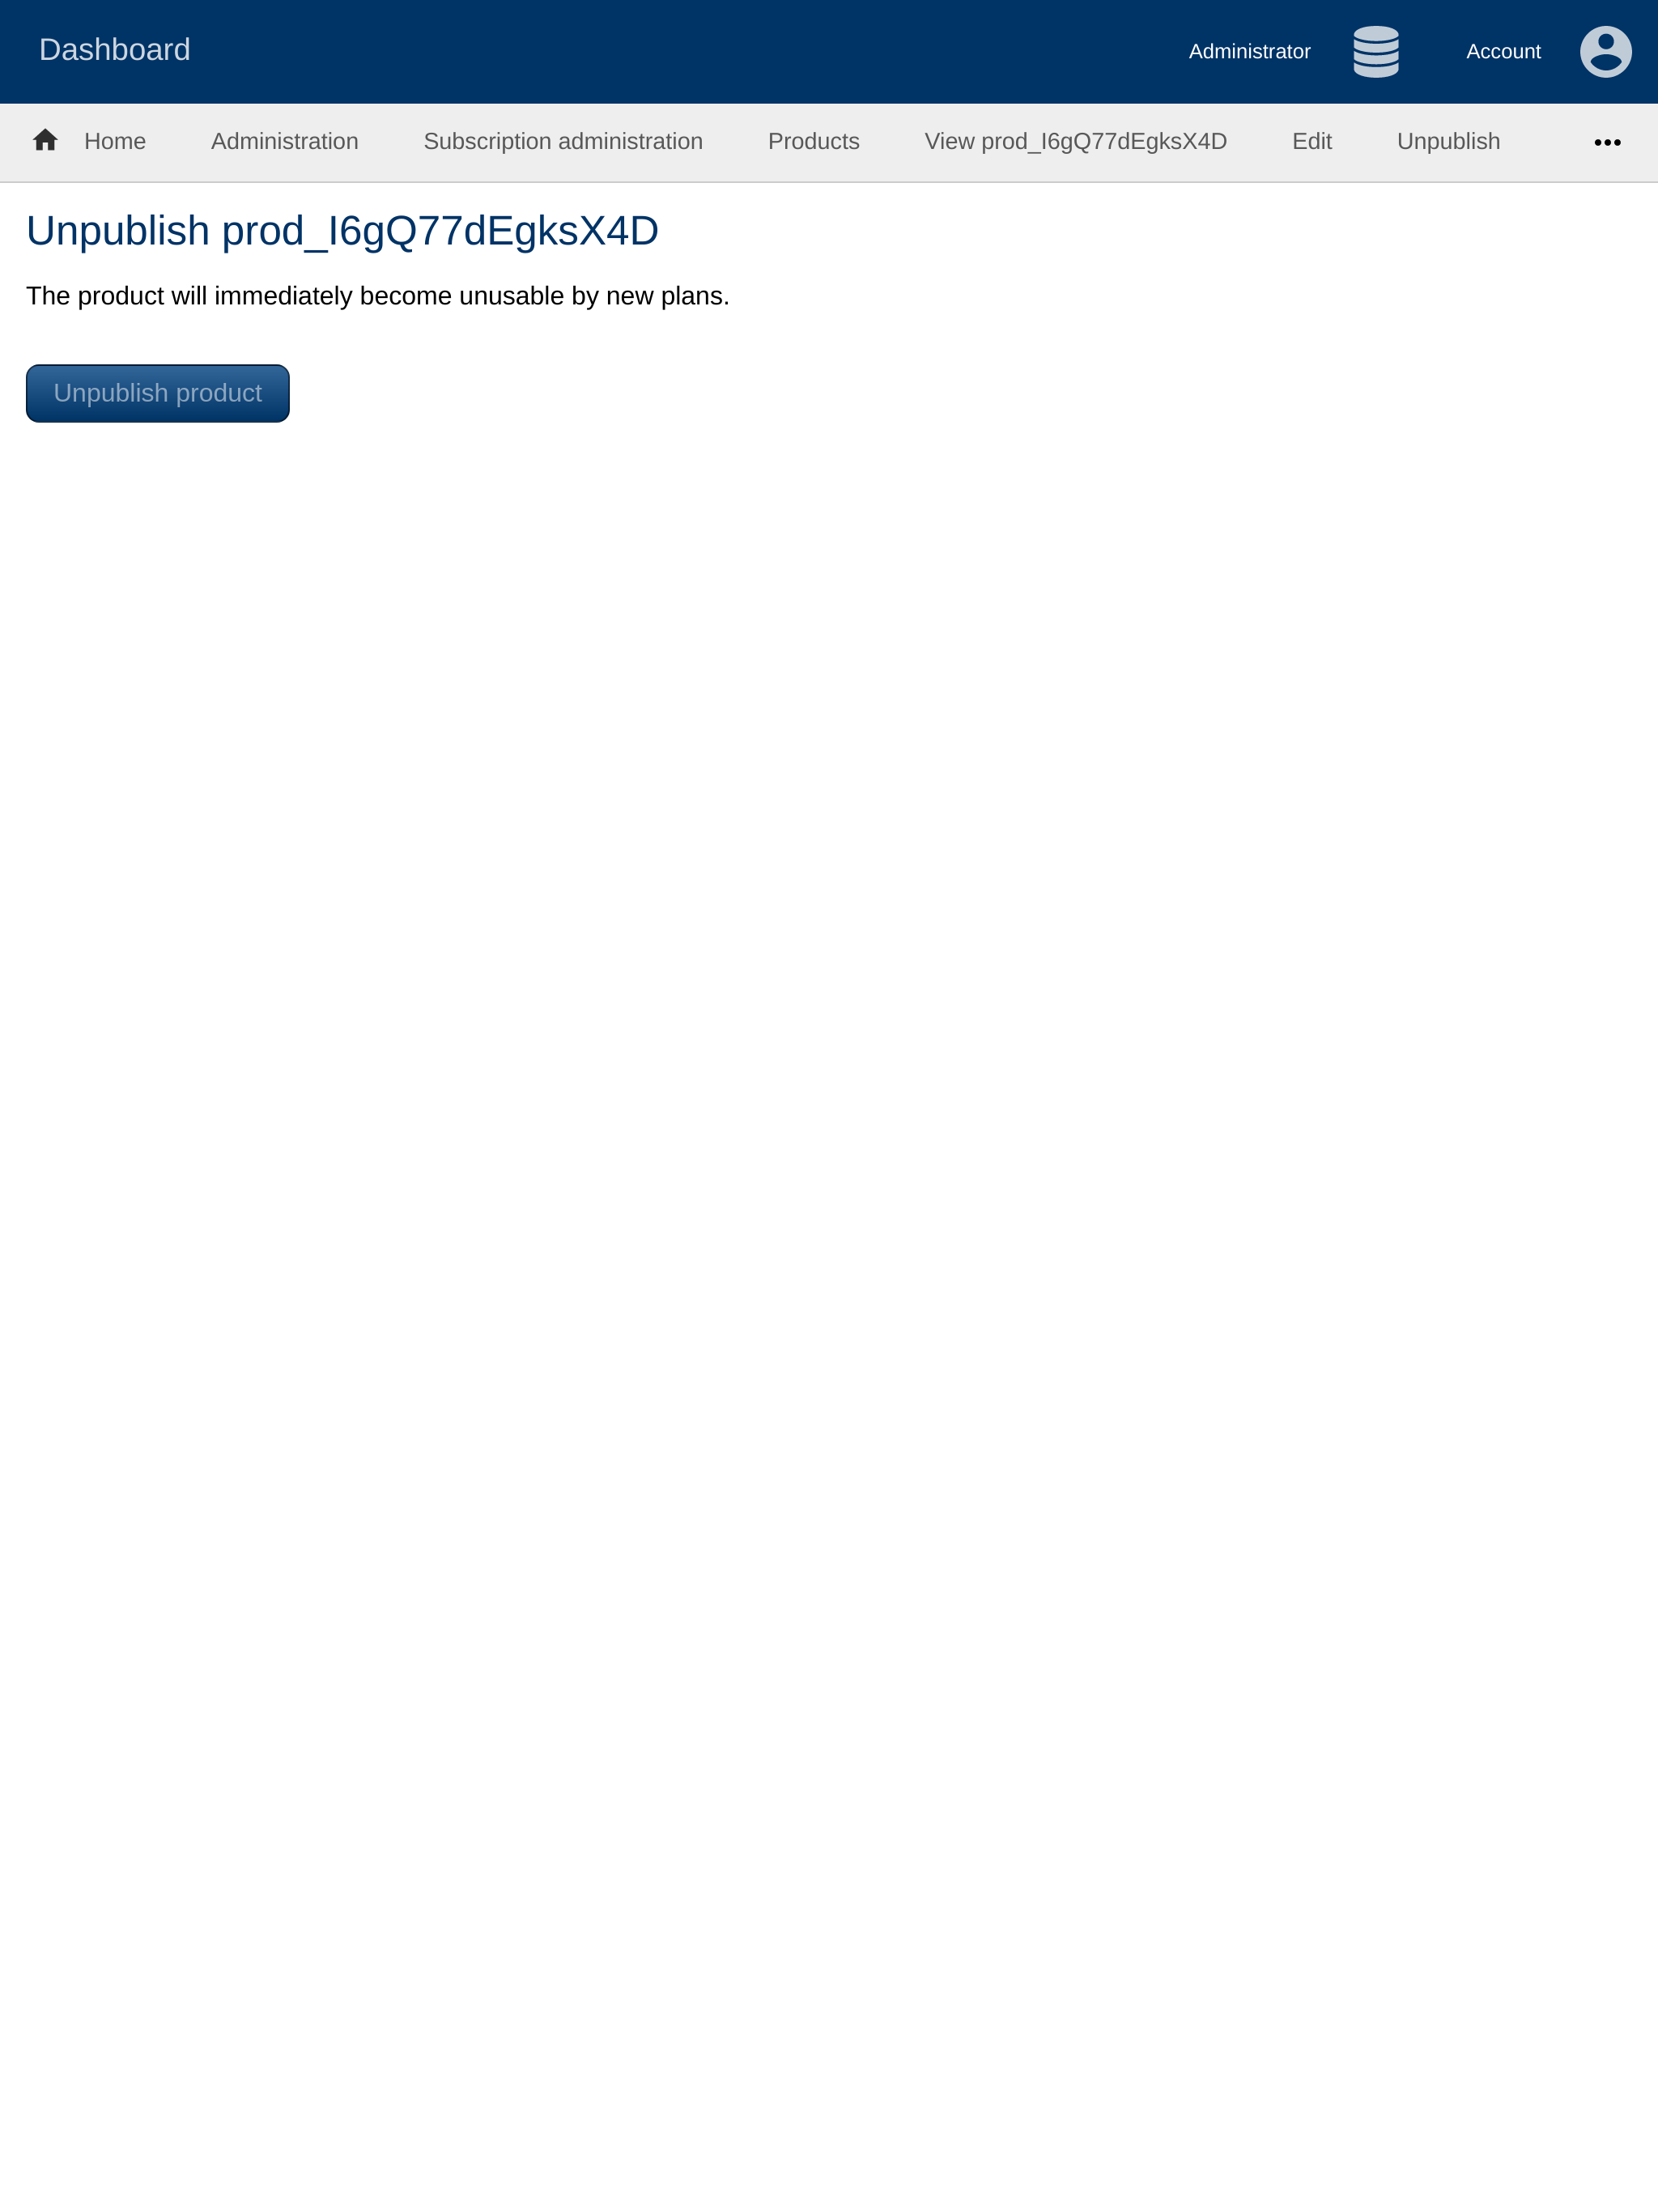 Dashboard
Administrator
Account
Home
Administration
Subscription administration
Products
View prod_I6gQ77dEgksX4D
Edit
Unpublish
Unpublish prod_I6gQ77dEgksX4D
The product will immediately become unusable by new plans.
Unpublish product